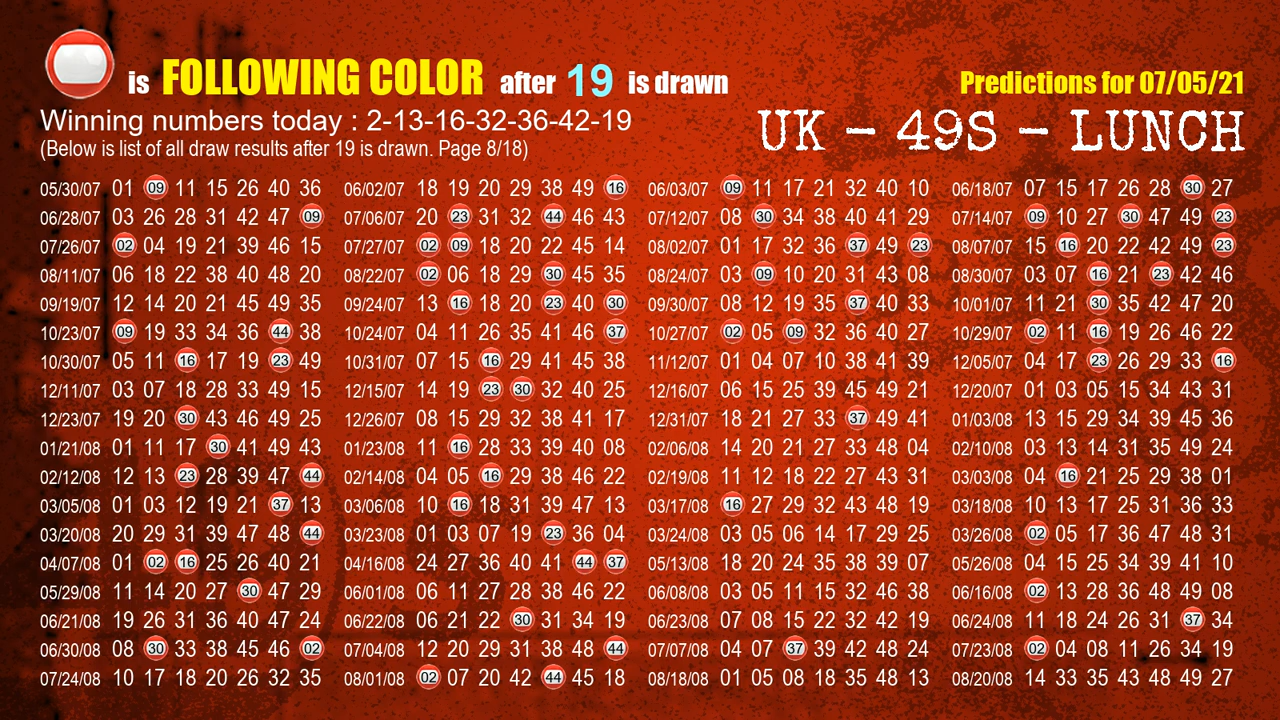 is FOLLOWING COLOR after 19 is drawn
Predictions for 07/05/21
Winning numbers today : 2-13-16-32-36-42-19
UK - 49S - LUNCH
(Below is list of all draw results after 19 is drawn. Page 8/18)
05/30/07 01 09 11 15 26 40 36 06/02/07 18 19 20 29 38 49 16 06/03/07 09 11 17 21 32 40 10 06/18/07 07 15 17 26 28 30 27
06/28/07 03 26 28 31 42 47 09 07/06/07 20 23 31 32 44 46 43 07/12/07 08 30 34 38 40 41 29 07/14/07 09 10 27 30 47 49 23
07/26/07 02 04 19 21 39 46 15 07/27/07 02 09 18 20 22 45 14 08/02/07 01 17 32 36 37 49 23 08/07/07 15 16 20 22 42 49 23
08/11/07 06 18 22 38 40 48 20 08/22/07 02 06 18 29 30 45 35 08/24/07 03 09 10 20 31 43 08 08/30/07 03 07 16 21 23 42 46
09/19/07 12 14 20 21 45 49 35 09/24/07 13 16 18 20 23 40 30 09/30/07 08 12 19 35 37 40 33 10/01/07 11 21 30 35 42 47 20
10/23/07 09 19 33 34 36 44 38 10/24/07 04 11 26 35 41 46 37 10/27/07 02 05 09 32 36 40 27 10/29/07 02 11 16 19 26 46 22
10/30/07 05 11 16 17 19 23 49 10/31/07 07 15 16 29 41 45 38 11/12/07 01 04 07 10 38 41 39 12/05/07 04 17 23 26 29 33 16
12/11/07 03 07 18 28 33 49 15 12/15/07 14 19 23 30 32 40 25 12/16/07 06 15 25 39 45 49 21 12/20/07 01 03 05 15 34 43 31
12/23/07 19 20 30 43 46 49 25 12/26/07 08 15 29 32 38 41 17 12/31/07 18 21 27 33 37 49 41 01/03/08 13 15 29 34 39 45 36
01/21/08 01 11 17 30 41 49 43 01/23/08 11 16 28 33 39 40 08 02/06/08 14 20 21 27 33 48 04 02/10/08 03 13 14 31 35 49 24
02/12/08 12 13 23 28 39 47 44 02/14/08 04 05 16 29 38 46 22 02/19/08 11 12 18 22 27 43 31 03/03/08 04 16 21 25 29 38 01
03/05/08 01 03 12 19 21 37 13 03/06/08 10 16 18 31 39 47 13 03/17/08 16 27 29 32 43 48 19 03/18/08 10 13 17 25 31 36 33
03/20/08 20 29 31 39 47 48 44 03/23/08 01 03 07 19 23 36 04 03/24/08 03 05 06 14 17 29 25 03/26/08 02 05 17 36 47 48 31
04/07/08 01 02 16 25 26 40 21 04/16/08 24 27 36 40 41 44 37 05/13/08 18 20 24 35 38 39 07 05/26/08 04 15 25 34 39 41 10
05/29/08 11 14 20 27 30 47 29 06/01/08 06 11 27 28 38 46 22 06/08/08 03 05 11 15 32 46 38 06/16/08 02 13 28 36 48 49 08
06/21/08 19 26 31 36 40 47 24 06/22/08 06 21 22 30 31 34 19 06/23/08 07 08 15 22 32 42 19 06/24/08 11 18 24 26 31 37 34
06/30/08 08 30 33 38 45 46 02 07/04/08 12 20 29 31 38 48 44 07/07/08 04 07 37 39 42 48 24 07/23/08 02 04 08 11 26 34 19
07/24/08 10 17 18 20 26 32 35 08/01/08 02 07 20 42 44 45 18 08/18/08 01 05 08 18 35 48 13 08/20/08 14 33 35 43 48 49 27